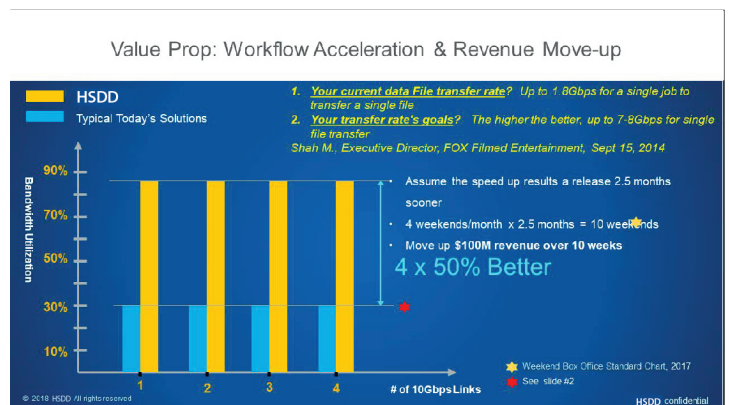 Value Prop: Workflow Acceleration & Revenue Move-up
HSDD
Typical Today's Solutions
1. Your current data File transfer rate? Up to 1.8Gbps for a single job to
transfer a single file
2. Your transfer rate's goals? The higher the better, up to 7-8Gbps for single
file transfer
Shah M., Executive Director, FOX Filmed Entertainment, Sept 15, 2014
Bandwidth Utilization
90%
70%
50%
30%
10%
• Assume the speed up results a release 2.5 months
sooner
• 4 weekends/month x 2.5 months = 10 weekends
• Move up $100M revenue over 10 weeks
4 x 50% Better
1
2
3
4
# of 10Gbps Links
Weekend Box Office Standard Chart, 2017
See slide #2
© 2018 HSDD All rights reserved
HSDD confidential